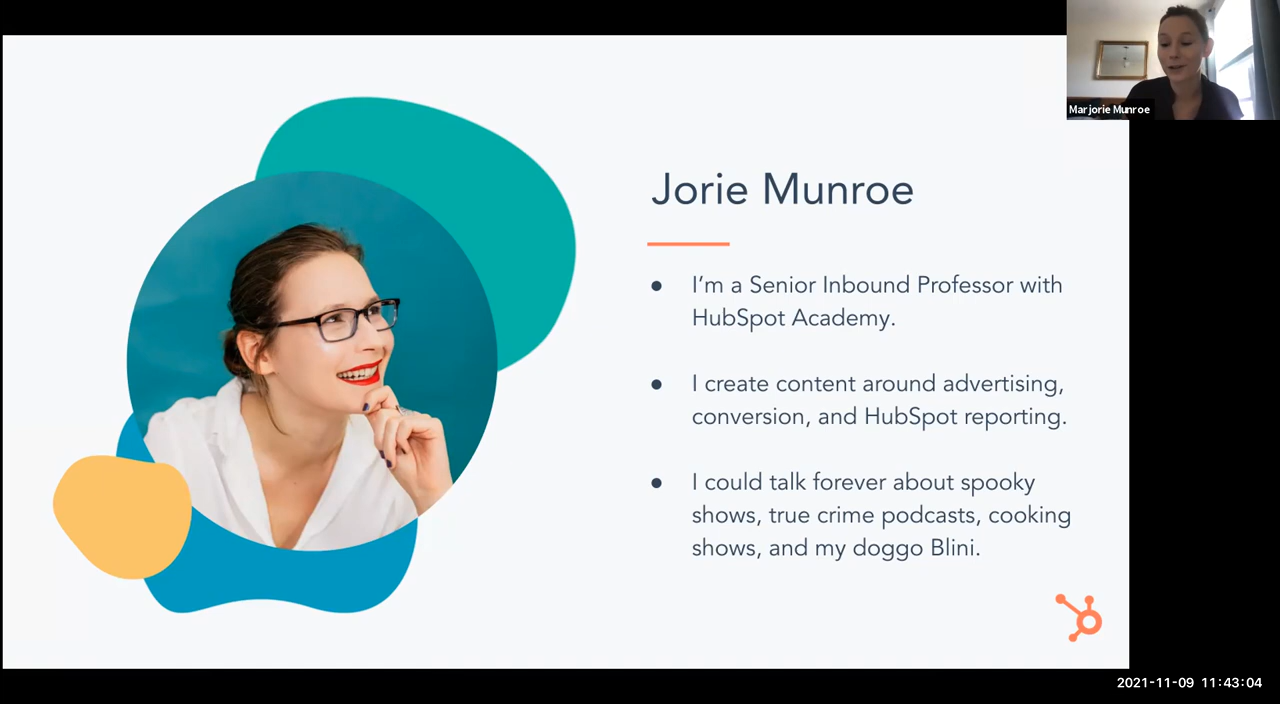 Marjorie Munroe
Jorie Munroe
● I’m a Senior Inbound Professor with
HubSpot Academy.
● I create content around advertising,
conversion, and HubSpot reporting.
● I could talk forever about spooky
shows, true crime podcasts, cooking
shows, and my doggo Blini.
2021-11-09 11:43:04